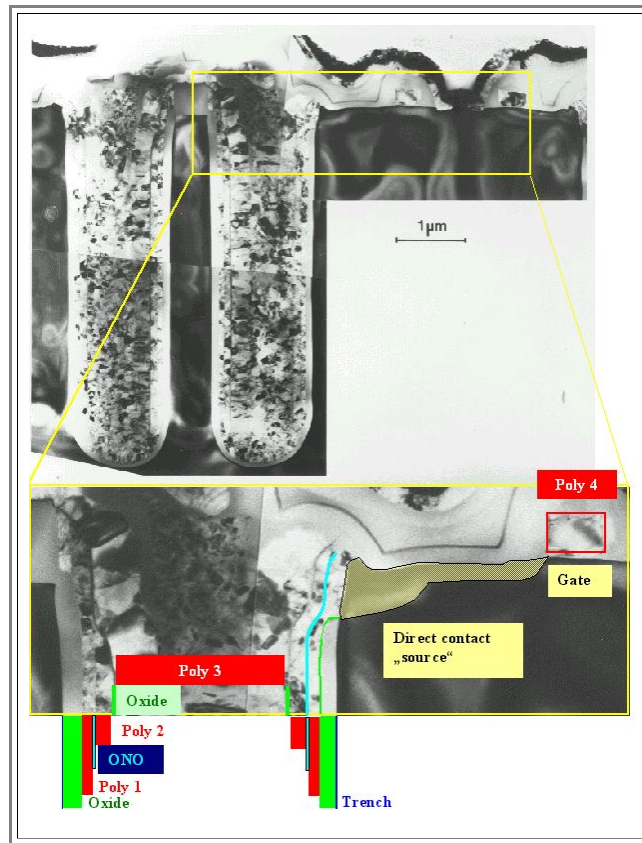 1µm
Poly 4
Gate
Direct contact
„source“
Poly 3
Oxide
Poly 2
ONO
Poly 1
Oxide
Trench